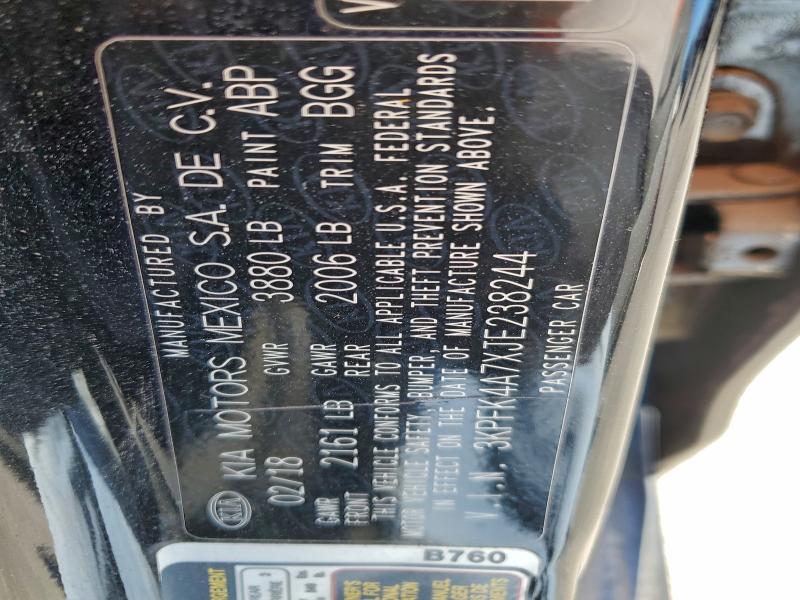 MANUFACTURED BY
KIA KIA MOTORS MEXICO S.A. DE C.V.
02/18 GVWR 3880 LB PAINT ABP
GAWR FRONT 2161 LB GAWR REAR 2006 LB TRIM BGG
THIS VEHICLE CONFORMS TO ALL APPLICABLE U.S.A. FEDERAL
MOTOR VEHICLE SAFETY, BUMPER, AND THEFT PREVENTION STANDARDS
IN EFFECT ON THE DATE OF MANUFACTURE SHOWN ABOVE.
V.I.N. 3KPFK4A7XJE238244
PASSENGER CAR
B760